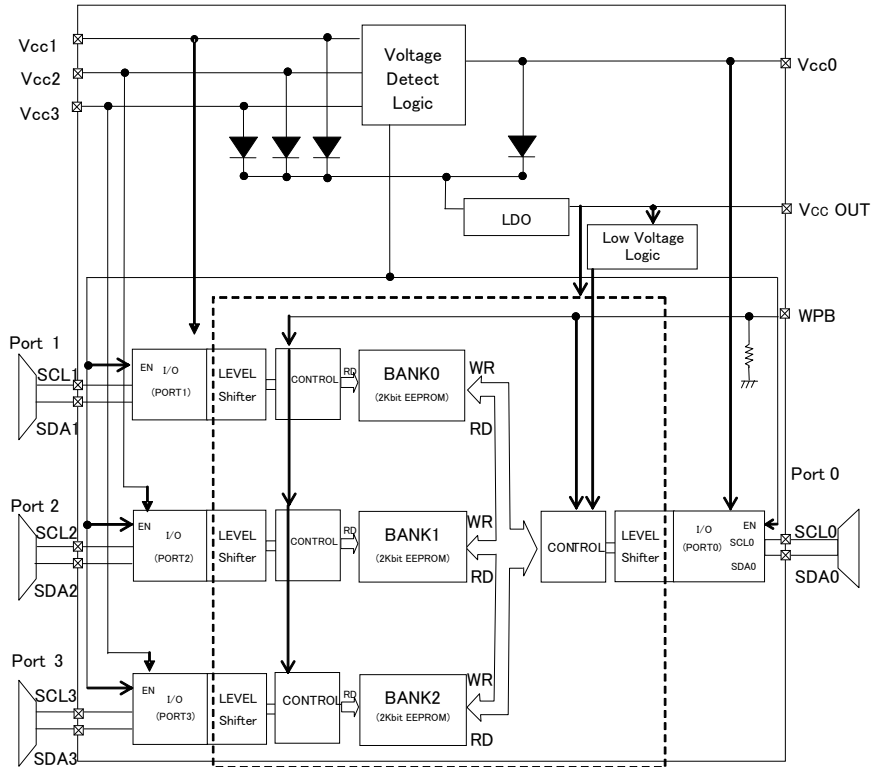 Vcc1
Vcc2
Vcc3
Voltage
Detect
Logic
Vcc0
LDO
Vcc OUT
Low Voltage
Logic
WPB
Port 1
SCL1
SDA1
EN
I/O
(PORT1)
LEVEL
Shifter
CONTROL
RD
BANK0
(2Kbit EEPROM)
WR
RD
Port 2
SCL2
SDA2
EN
I/O
(PORT2)
LEVEL
Shifter
CONTROL
RD
BANK1
(2Kbit EEPROM)
WR
RD
CONTROL
LEVEL
Shifter
I/O
(PORT0)
EN
SCL0
SDA0
Port 0
SCL0
SDA0
Port 3
SCL3
SDA3
EN
I/O
(PORT3)
LEVEL
Shifter
CONTROL
RD
BANK2
(2Kbit EEPROM)
WR
RD